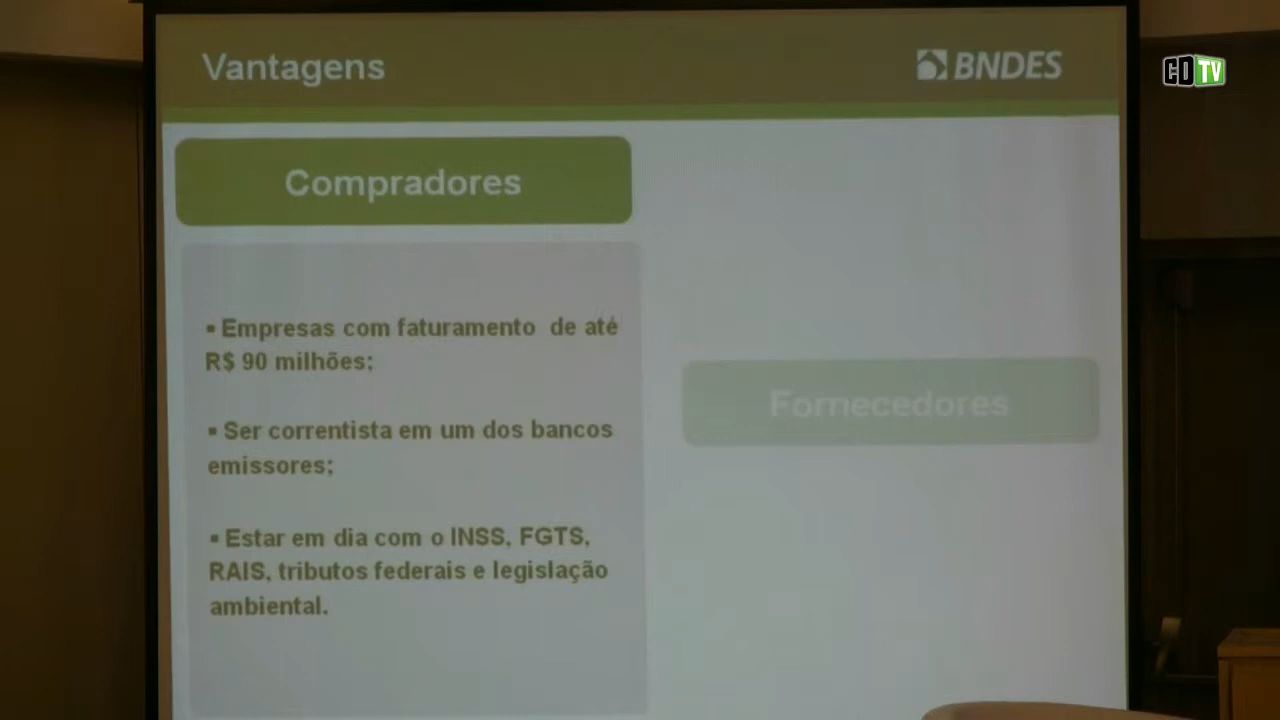 Vantagens
BNDES
CDTV
Compradores
▪ Empresas com faturamento de até
R$ 90 milhões;
▪ Ser correntista em um dos bancos
emissores;
▪ Estar em dia com o INSS, FGTS,
RAIS, tributos federais e legislação
ambiental.
Fornecedores